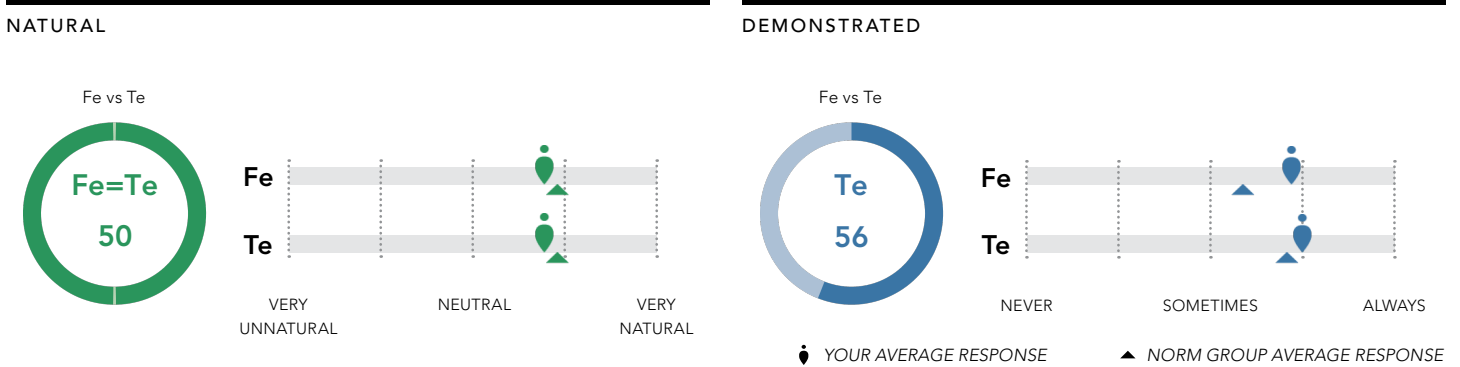 NATURAL
Fe vs Te
Fe=Te
50
Fe
Te
VERY
UNNATURAL
NEUTRAL
VERY
NATURAL
DEMONSTRATED
Fe vs Te
Te
56
Fe
Te
NEVER
SOMETIMES
ALWAYS
YOUR AVERAGE RESPONSE
NORM GROUP AVERAGE RESPONSE